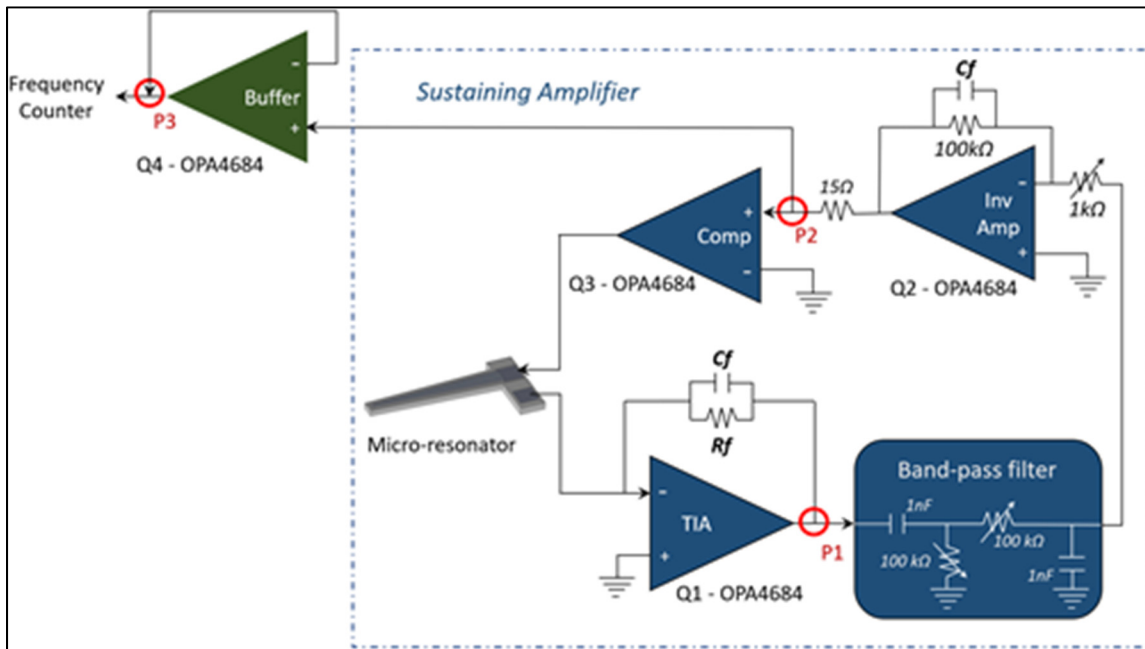 Frequency
Counter
P3
Buffer
-
+
Q4 - OPA4684
Sustaining Amplifier
Cf
100kΩ
15Ω
-
Inv
Amp
+
1kΩ
P2
+
Comp
-
Q3 - OPA4684
Q2 - OPA4684
Micro-resonator
Cf
Rf
-
TIA
+
P1
Q1 - OPA4684
Band-pass filter
1nF
100 kΩ
100 kΩ
1nF